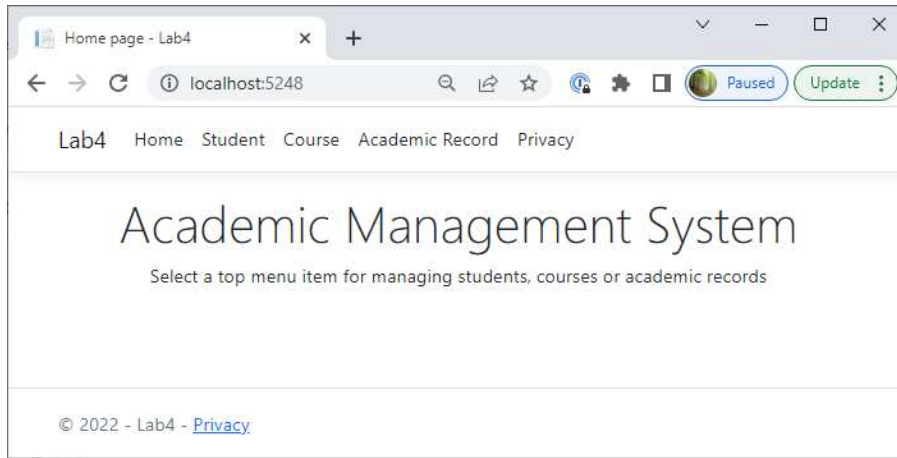 Home page - Lab4
localhost:5248
Paused
Update
Lab4 Home Student Course Academic Record Privacy
Academic Management System
Select a top menu item for managing students, courses or academic records
© 2022 - Lab4 - Privacy